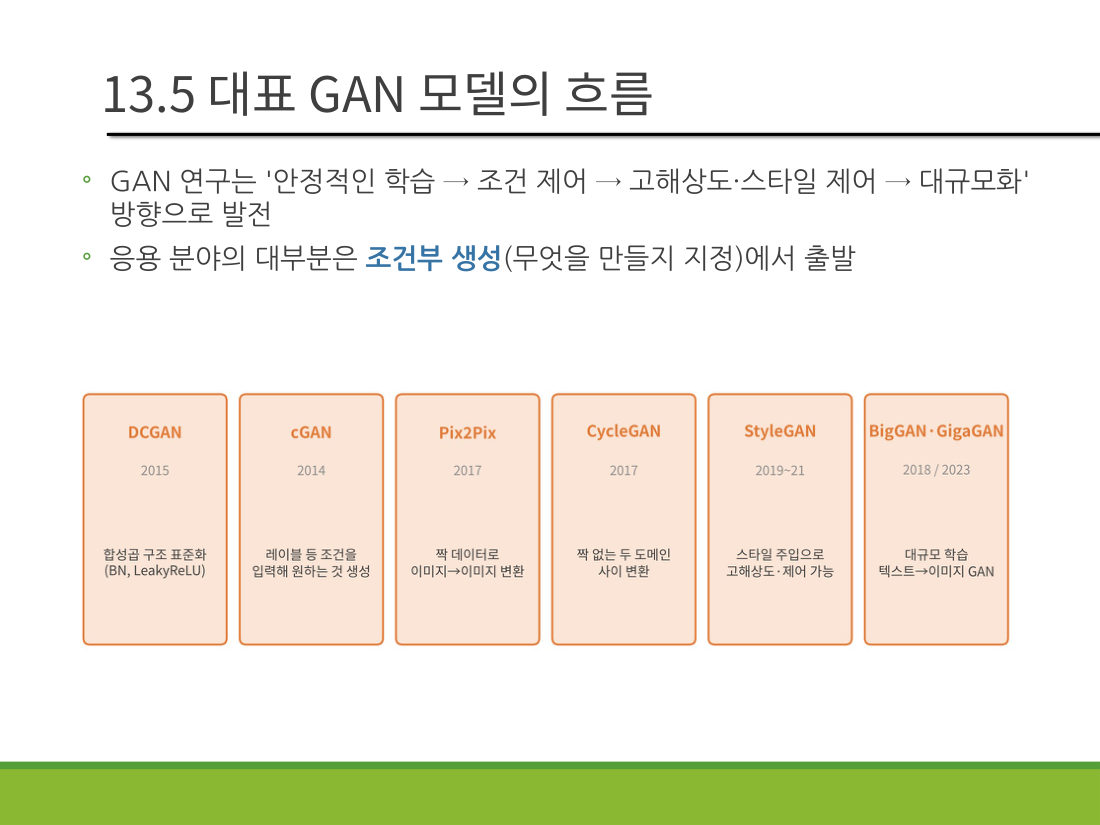 13.5 대표 GAN 모델의 흐름
GAN 연구는 '안정적인 학습 → 조건 제어 → 고해상도·스타일 제어 → 대규모화'
방향으로 발전
응용 분야의 대부분은 조건부 생성(무엇을 만들지 지정)에서 출발
DCGAN
2015
합성곱 구조 표준화
(BN, LeakyReLU)
cGAN
2014
레이블 등 조건을
입력해 원하는 것 생성
Pix2Pix
2017
짝 데이터로
이미지→이미지 변환
CycleGAN
2017
짝 없는 두 도메인
사이 변환
StyleGAN
2019~21
스타일 주입으로
고해상도·제어 가능
BigGAN·GigaGAN
2018 / 2023
대규모 학습
텍스트→이미지 GAN